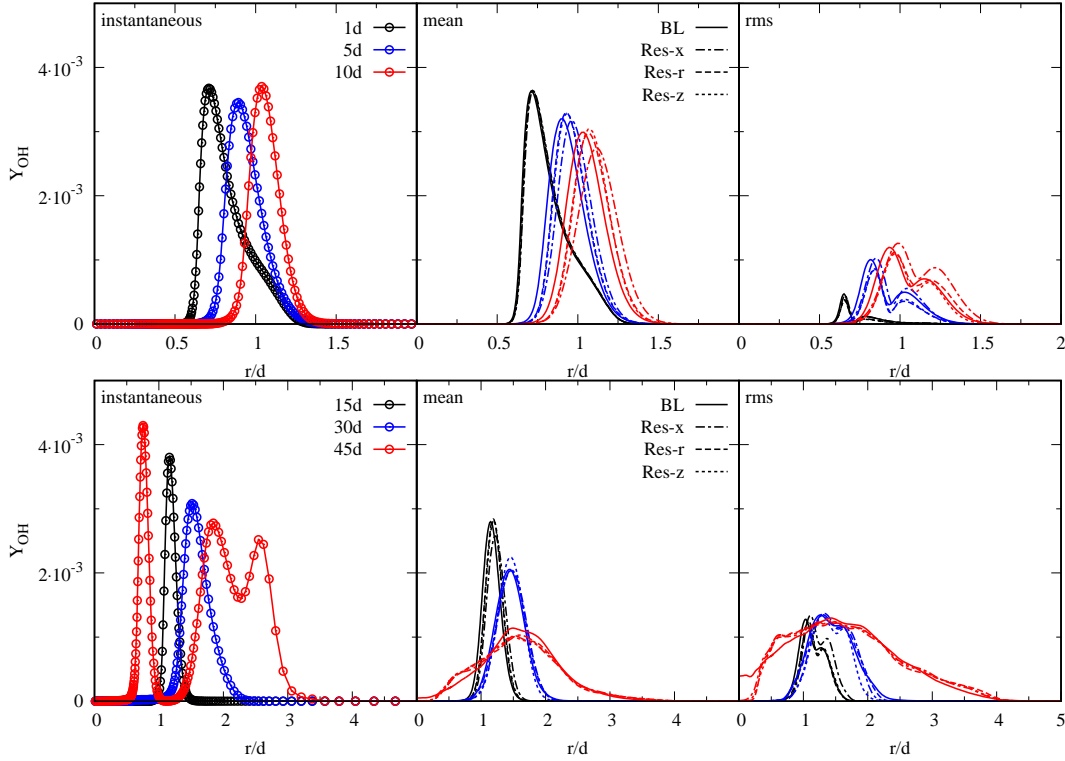 instantaneous
1d
5d
10d
mean
BL
Res-x
Res-r
Res-z
rms
4·10⁻³
2·10⁻³
0
Y_OH
0 0.5 1 1.5
0 0.5 1 1.5
0 0.5 1 1.5 2
r/d
r/d
r/d
instantaneous
15d
30d
45d
mean
BL
Res-x
Res-r
Res-z
rms
4·10⁻³
2·10⁻³
0
Y_OH
0 1 2 3 4
0 1 2 3 4
0 1 2 3 4 5
r/d
r/d
r/d